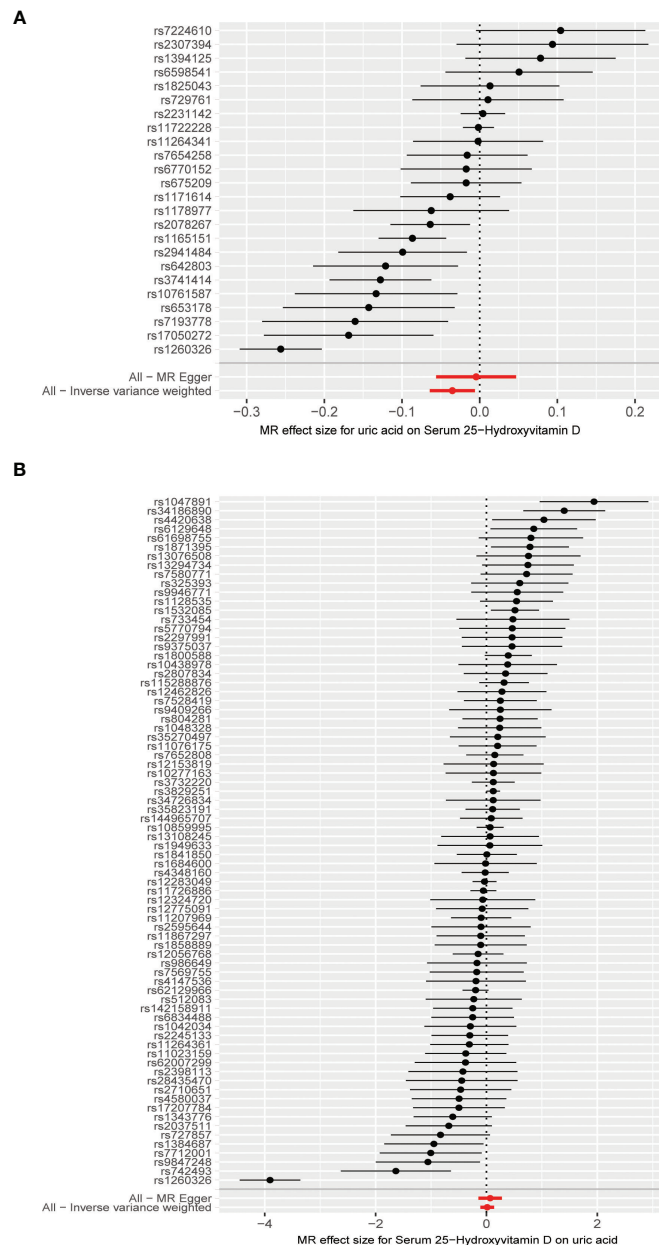 A
rs7224610
rs2307394
rs1394125
rs6598541
rs1825043
rs729761
rs2231142
rs11722228
rs11264341
rs7654258
rs6770152
rs675209
rs1171614
rs1178977
rs2078267
rs1165151
rs2941484
rs642803
rs3741414
rs10761587
rs653178
rs7193778
rs17050272
rs1260326
All − MR Egger
All − Inverse variance weighted
−0.3 −0.2 −0.1 0.0 0.1 0.2
MR effect size for uric acid on Serum 25−Hydroxyvitamin D
B
rs1047891
rs34186890
rs4420638
rs6129648
rs61698755
rs1871395
rs13076508
rs13294734
rs7580771
rs325393
rs9946771
rs1128535
rs1532085
rs733454
rs5770794
rs2297991
rs9375037
rs1800588
rs10438978
rs2807834
rs115288876
rs12462826
rs7528419
rs9409266
rs804281
rs1048328
rs35270497
rs11076175
rs7652808
rs12153819
rs10277163
rs3732220
rs3829251
rs34726834
rs35823191
rs144965707
rs10859995
rs13108245
rs1949633
rs1841850
rs1684600
rs4348160
rs12283049
rs11726886
rs12324720
rs12775091
rs11207969
rs2595644
rs11867297
rs1858889
rs12056768
rs986649
rs7569755
rs4147536
rs62129966
rs512083
rs142158911
rs6834488
rs1042034
rs2245133
rs11264361
rs11023159
rs62007299
rs2398113
rs28435470
rs2710651
rs4580037
rs17207784
rs1343776
rs2037511
rs727857
rs1384687
rs7712001
rs9847248
rs742493
rs1260326
All − MR Egger
All − Inverse variance weighted
−4 −2 0 2
MR effect size for Serum 25−Hydroxyvitamin D on uric acid